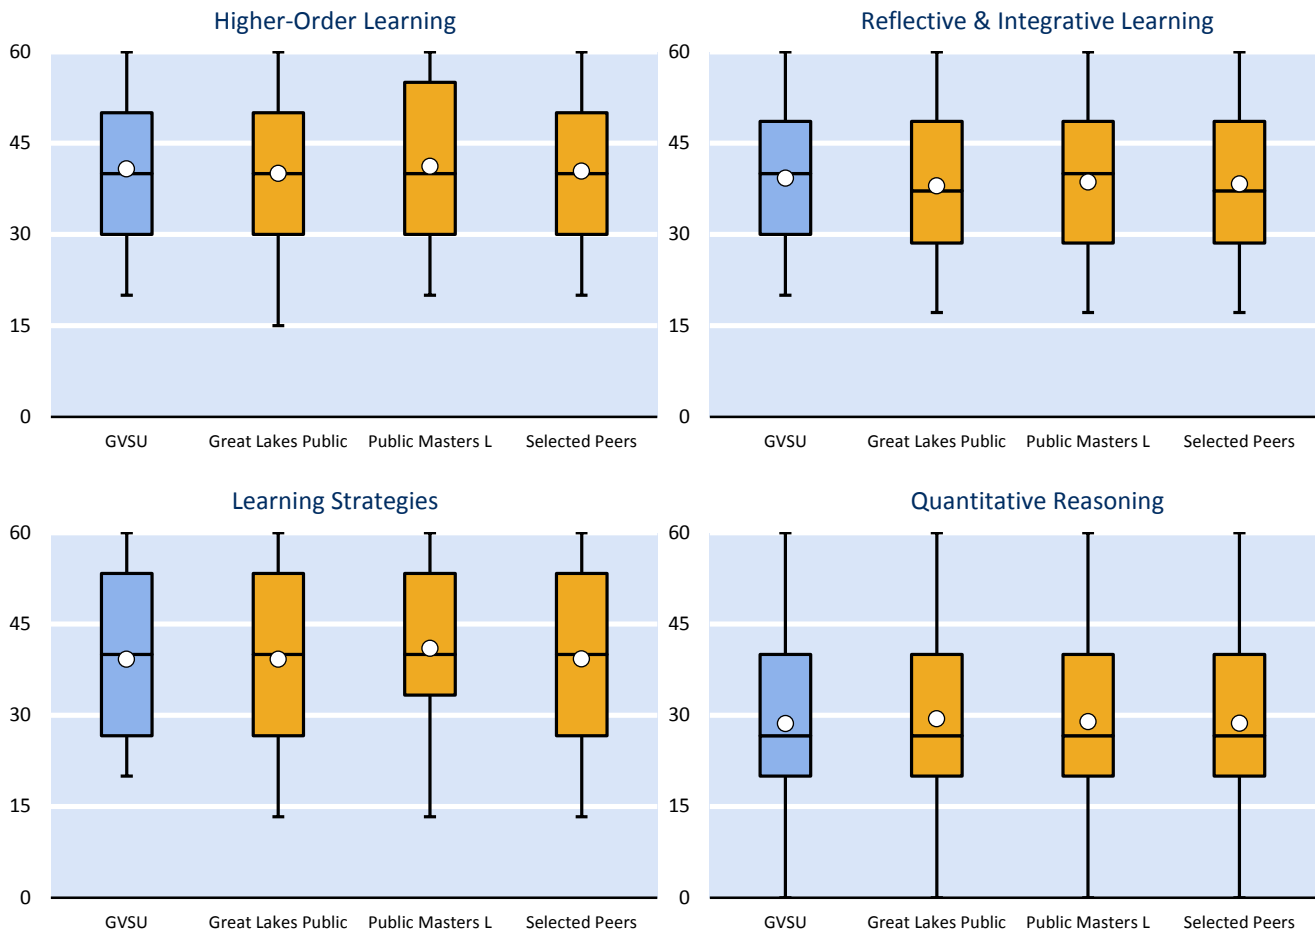 Higher-Order Learning
60
45
30
15
0
GVSU Great Lakes Public Public Masters L Selected Peers
Reflective & Integrative Learning
60
45
30
15
0
GVSU Great Lakes Public Public Masters L Selected Peers
Learning Strategies
60
45
30
15
0
GVSU Great Lakes Public Public Masters L Selected Peers
Quantitative Reasoning
60
45
30
15
0
GVSU Great Lakes Public Public Masters L Selected Peers